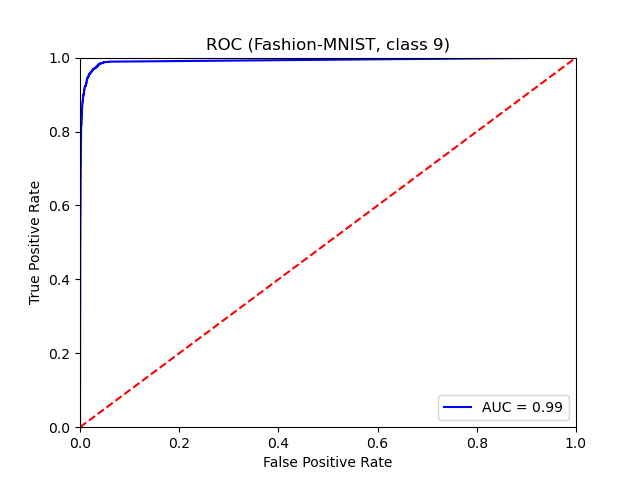 ROC (Fashion-MNIST, class 9)
1.0
0.8
0.6
0.4
0.2
0.0
True Positive Rate
AUC = 0.99
0.0 0.2 0.4 0.6 0.8 1.0
False Positive Rate